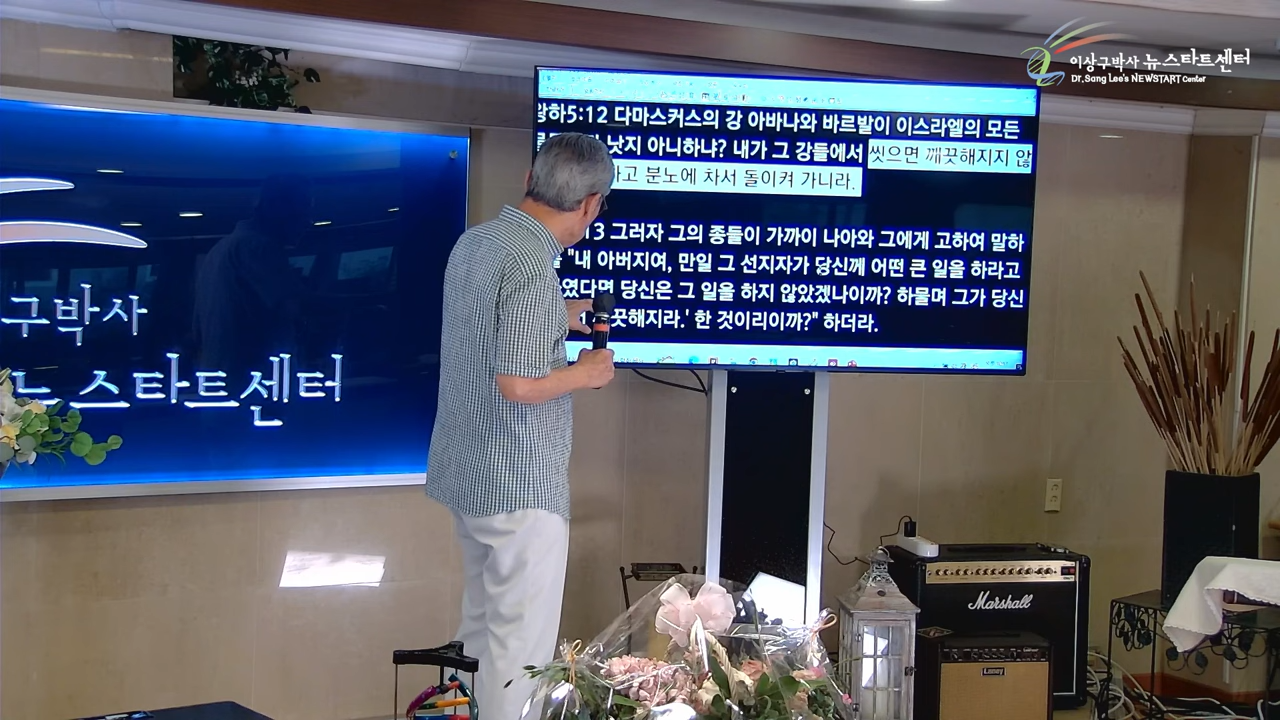 이상구박사 뉴스타트센터
Dr. Sang Lee's NEWSTART Center
왕하5:12 다마스커스의 강 아바나와 바르발이 이스라엘의 모든
낫지 아니하냐? 내가 그 강들에서 씻으면 깨끗해지지 않
하고 분노에 차서 돌이켜 가니라.
13 그러자 그의 종들이 가까이 나아와 그에게 고하여 말하
"내 아버지여, 만일 그 선지자가 당신께 어떤 큰 일을 하라고
였다면 당신은 그 일을 하지 않았겠나이까? 하물며 그가 당신
끗해지라.' 한 것이리이까?" 하더라.
구박사
뉴스타트센터
Marshall
Laney